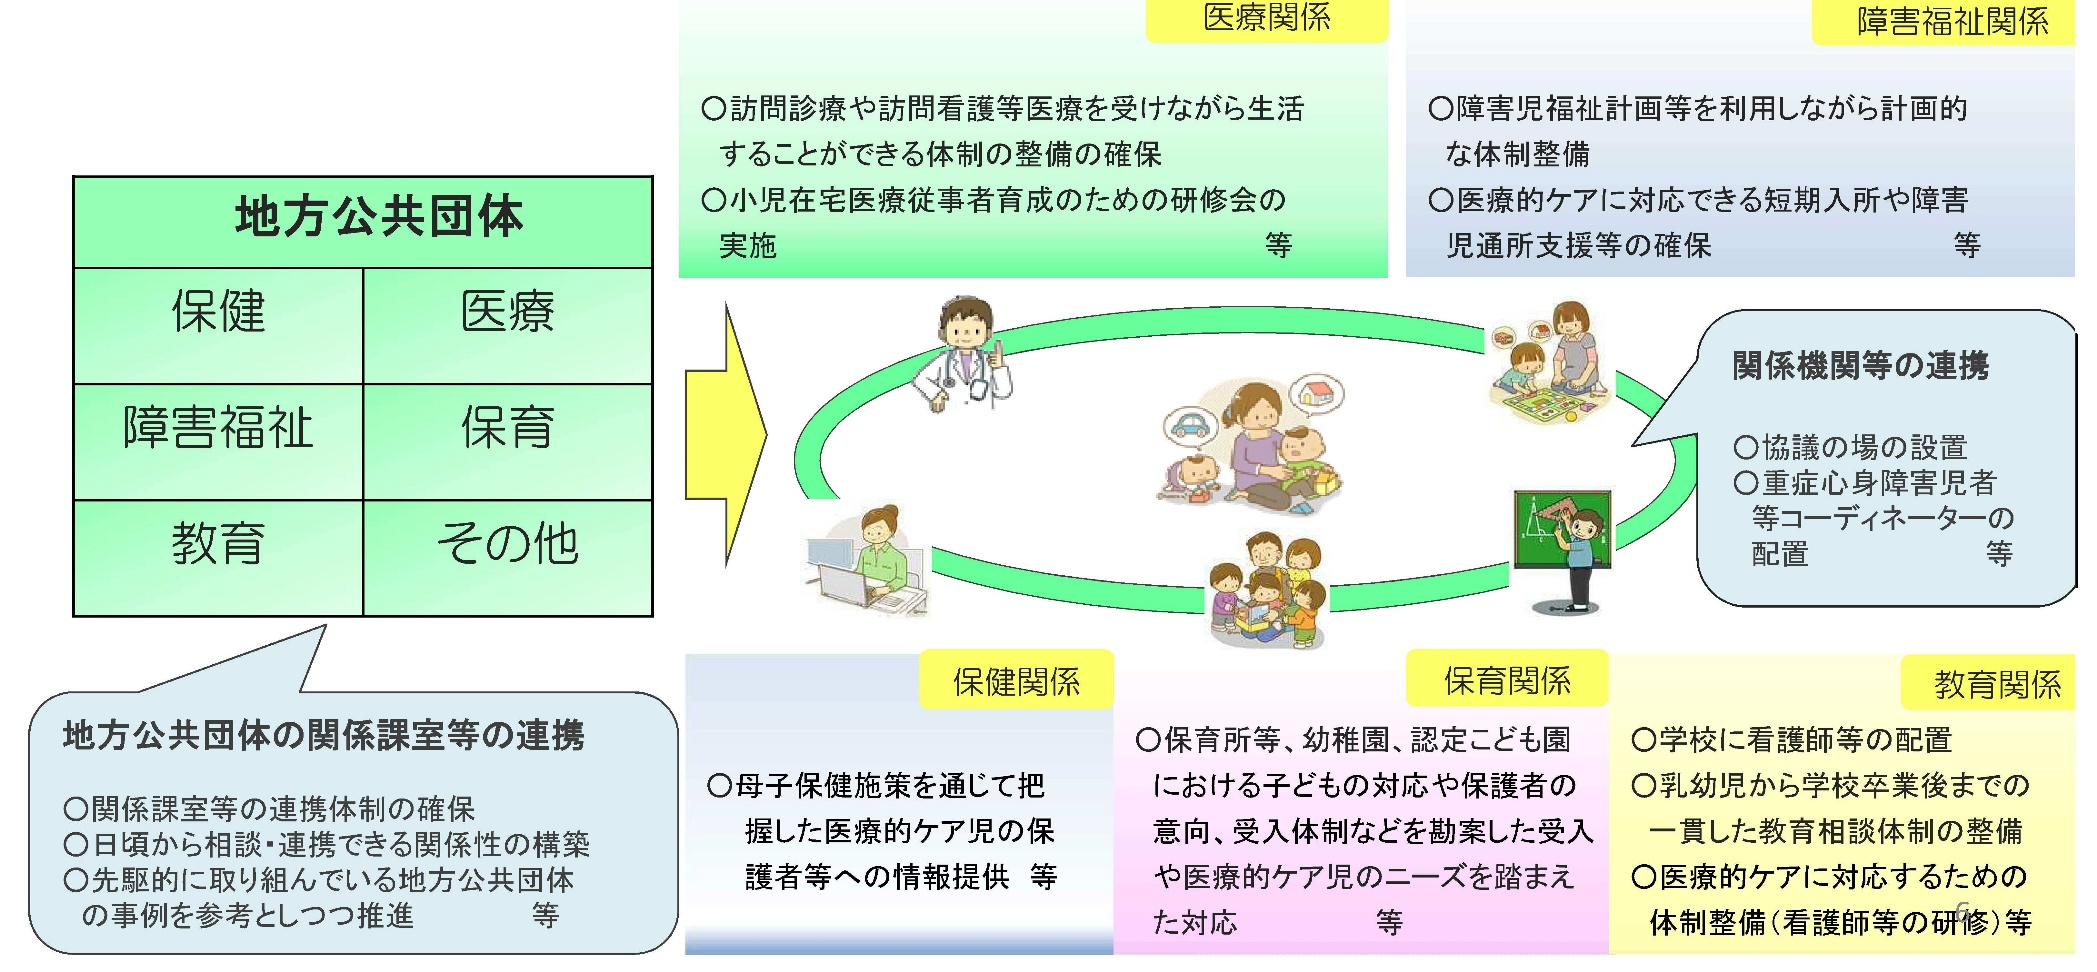 医療関係
〇訪問診療や訪問看護等医療を受けながら生活
することができる体制の整備の確保
〇小児在宅医療従事者育成のための研修会の
実施 等
障害福祉関係
〇障害児福祉計画等を利用しながら計画的
な体制整備
〇医療的ケアに対応できる短期入所や障害
児通所支援等の確保 等
地方公共団体
保健 医療
障害福祉 保育
教育 その他
関係機関等の連携
〇協議の場の設置
〇重症心身障害児者
等コーディネーターの
配置 等
地方公共団体の関係課室等の連携
〇関係課室等の連携体制の確保
〇日頃から相談・連携できる関係性の構築
〇先駆的に取り組んでいる地方公共団体
の事例を参考としつつ推進 等
保健関係
〇母子保健施策を通じて把
握した医療的ケア児の保
護者等への情報提供 等
保育関係
〇保育所等、幼稚園、認定こども園
における子どもの対応や保護者の
意向、受入体制などを勘案した受入
や医療的ケア児のニーズを踏まえ
た対応 等
教育関係
〇学校に看護師等の配置
〇乳幼児から学校卒業後までの
一貫した教育相談体制の整備
〇医療的ケアに対応するための
体制整備（看護師等の研修）等
6